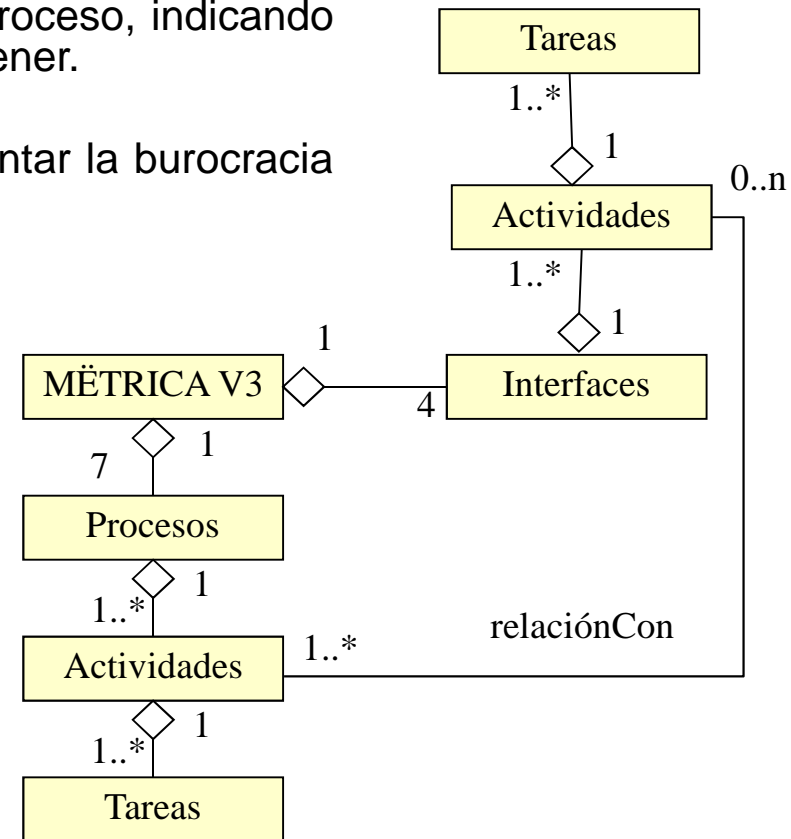 roceso, indicando
ener.
ntar la burocracia
Tareas
1..*
1
Actividades
0..n
1..*
1
1
MËTRICA V3
4
Interfaces
1
7
Procesos
1
1..*
relaciónCon
1..*
Actividades
1
1..*
Tareas